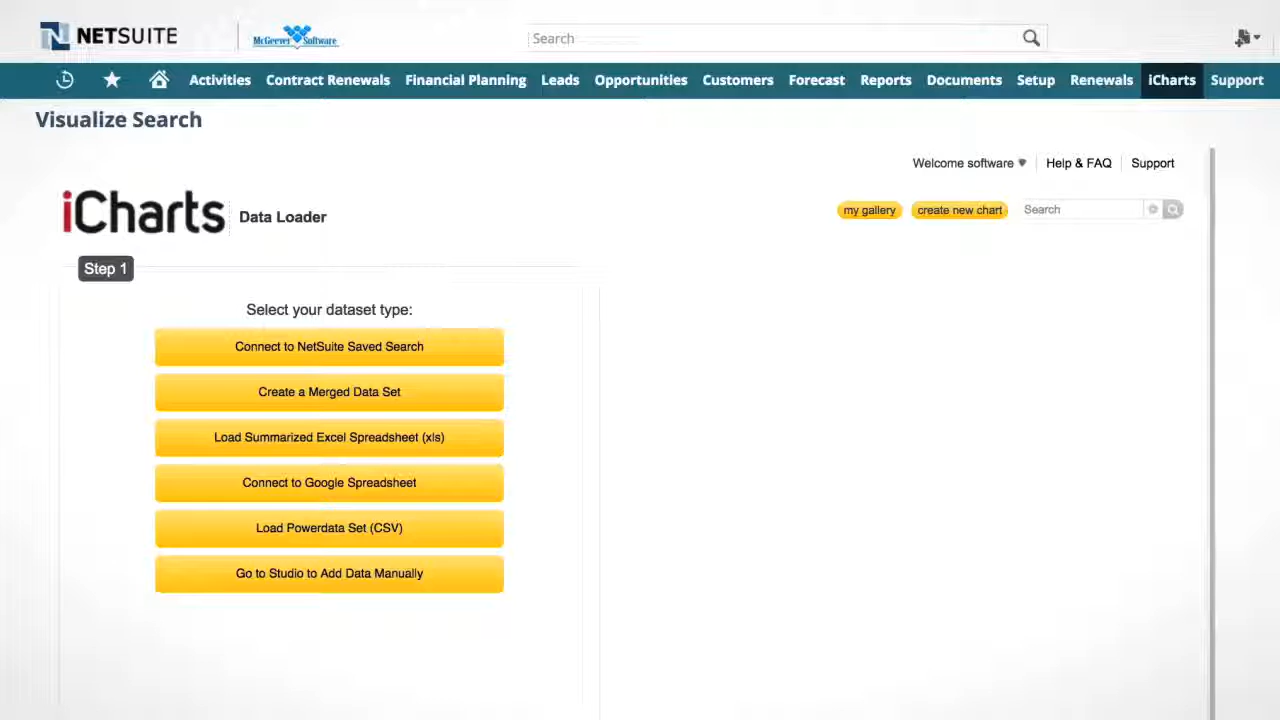 NETSUITE
McGeever Software
Search
Activities Contract Renewals Financial Planning Leads Opportunities Customers Forecast Reports Documents Setup Renewals iCharts Support
Visualize Search
Welcome software Help & FAQ Support
iCharts Data Loader
my gallery create new chart Search
Step 1
Select your dataset type:
Connect to NetSuite Saved Search
Create a Merged Data Set
Load Summarized Excel Spreadsheet (xls)
Connect to Google Spreadsheet
Load Powerdata Set (CSV)
Go to Studio to Add Data Manually